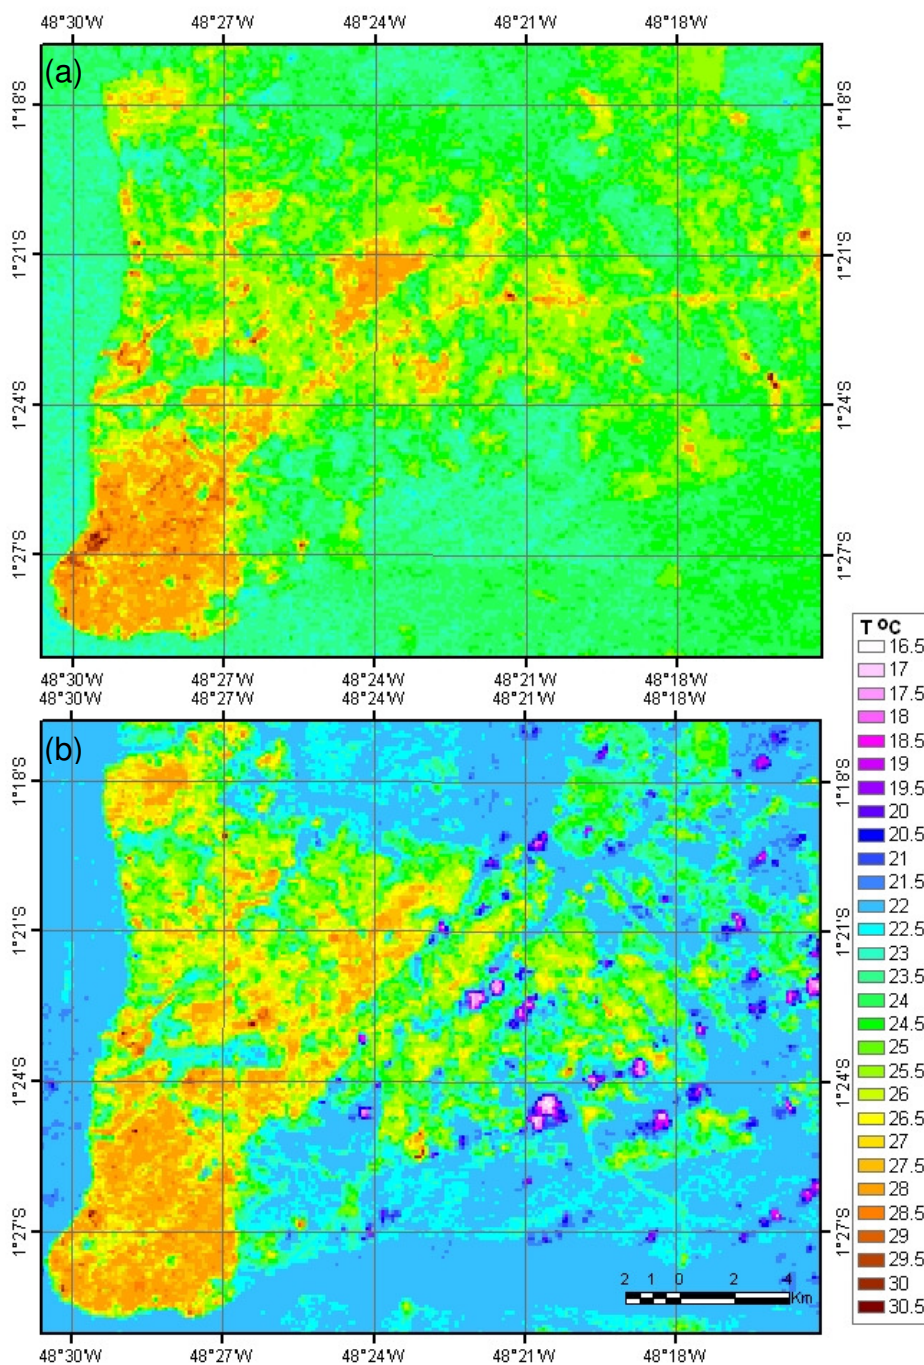 48°30'W 48°27'W 48°24'W 48°21'W 48°18'W
(a)
1°18'S 1°18'S
1°21'S 1°21'S
1°24'S 1°24'S
1°27'S 1°27'S
48°30'W 48°27'W 48°24'W 48°21'W 48°18'W
48°30'W 48°27'W 48°24'W 48°21'W 48°18'W
(b)
1°18'S 1°18'S
1°21'S 1°21'S
1°24'S 1°24'S
1°27'S 1°27'S
2 1 0 2 4
Km
48°30'W 48°27'W 48°24'W 48°21'W 48°18'W
T °C
16.5
17
17.5
18
18.5
19
19.5
20
20.5
21
21.5
22
22.5
23
23.5
24
24.5
25
25.5
26
26.5
27
27.5
28
28.5
29
29.5
30
30.5